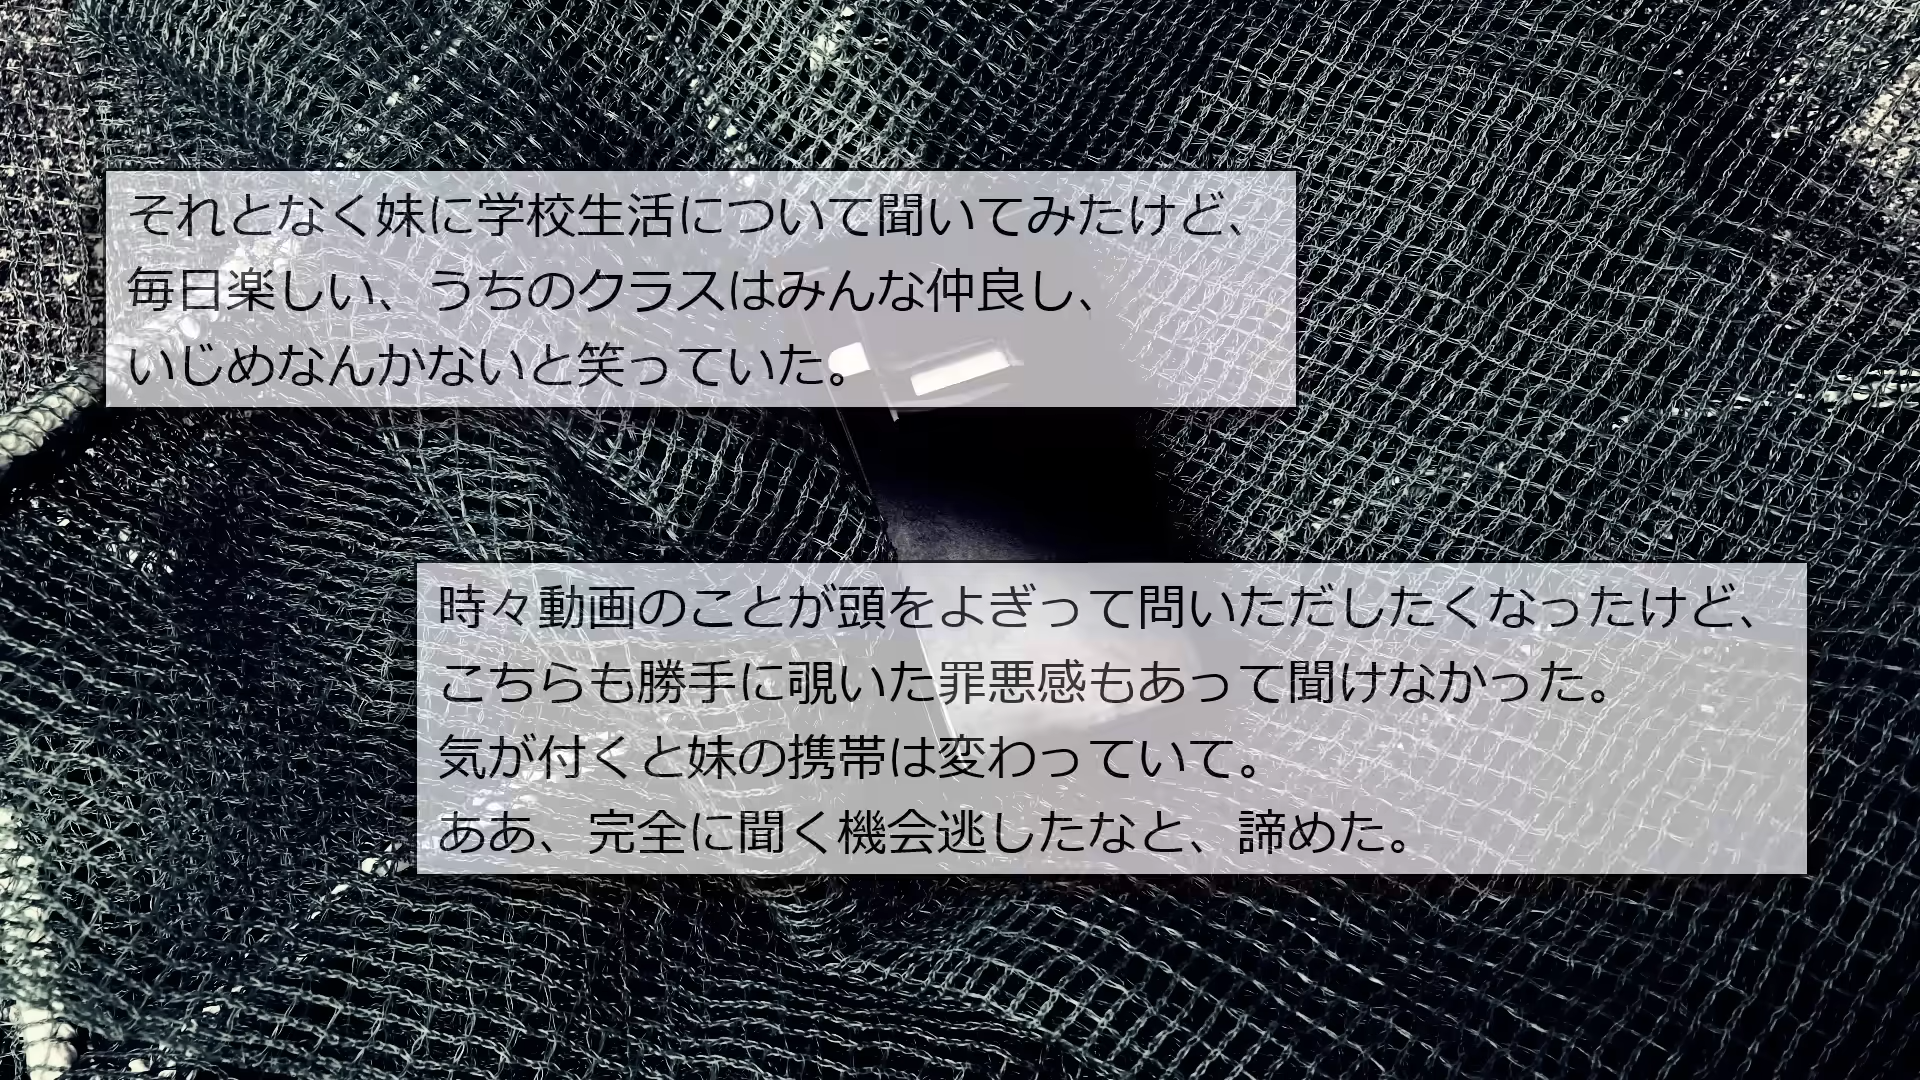 それとなく妹に学校生活について聞いてみたけど、
毎日楽しい、うちのクラスはみんな仲良し、
いじめなんかないと笑っていた。
時々動画のことが頭をよぎって問いただしたくなったけど、
こちらも勝手に覗いた罪悪感もあって聞けなかった。
気が付くと妹の携帯は変わっていて。
ああ、完全に聞く機会逃したなと、諦めた。